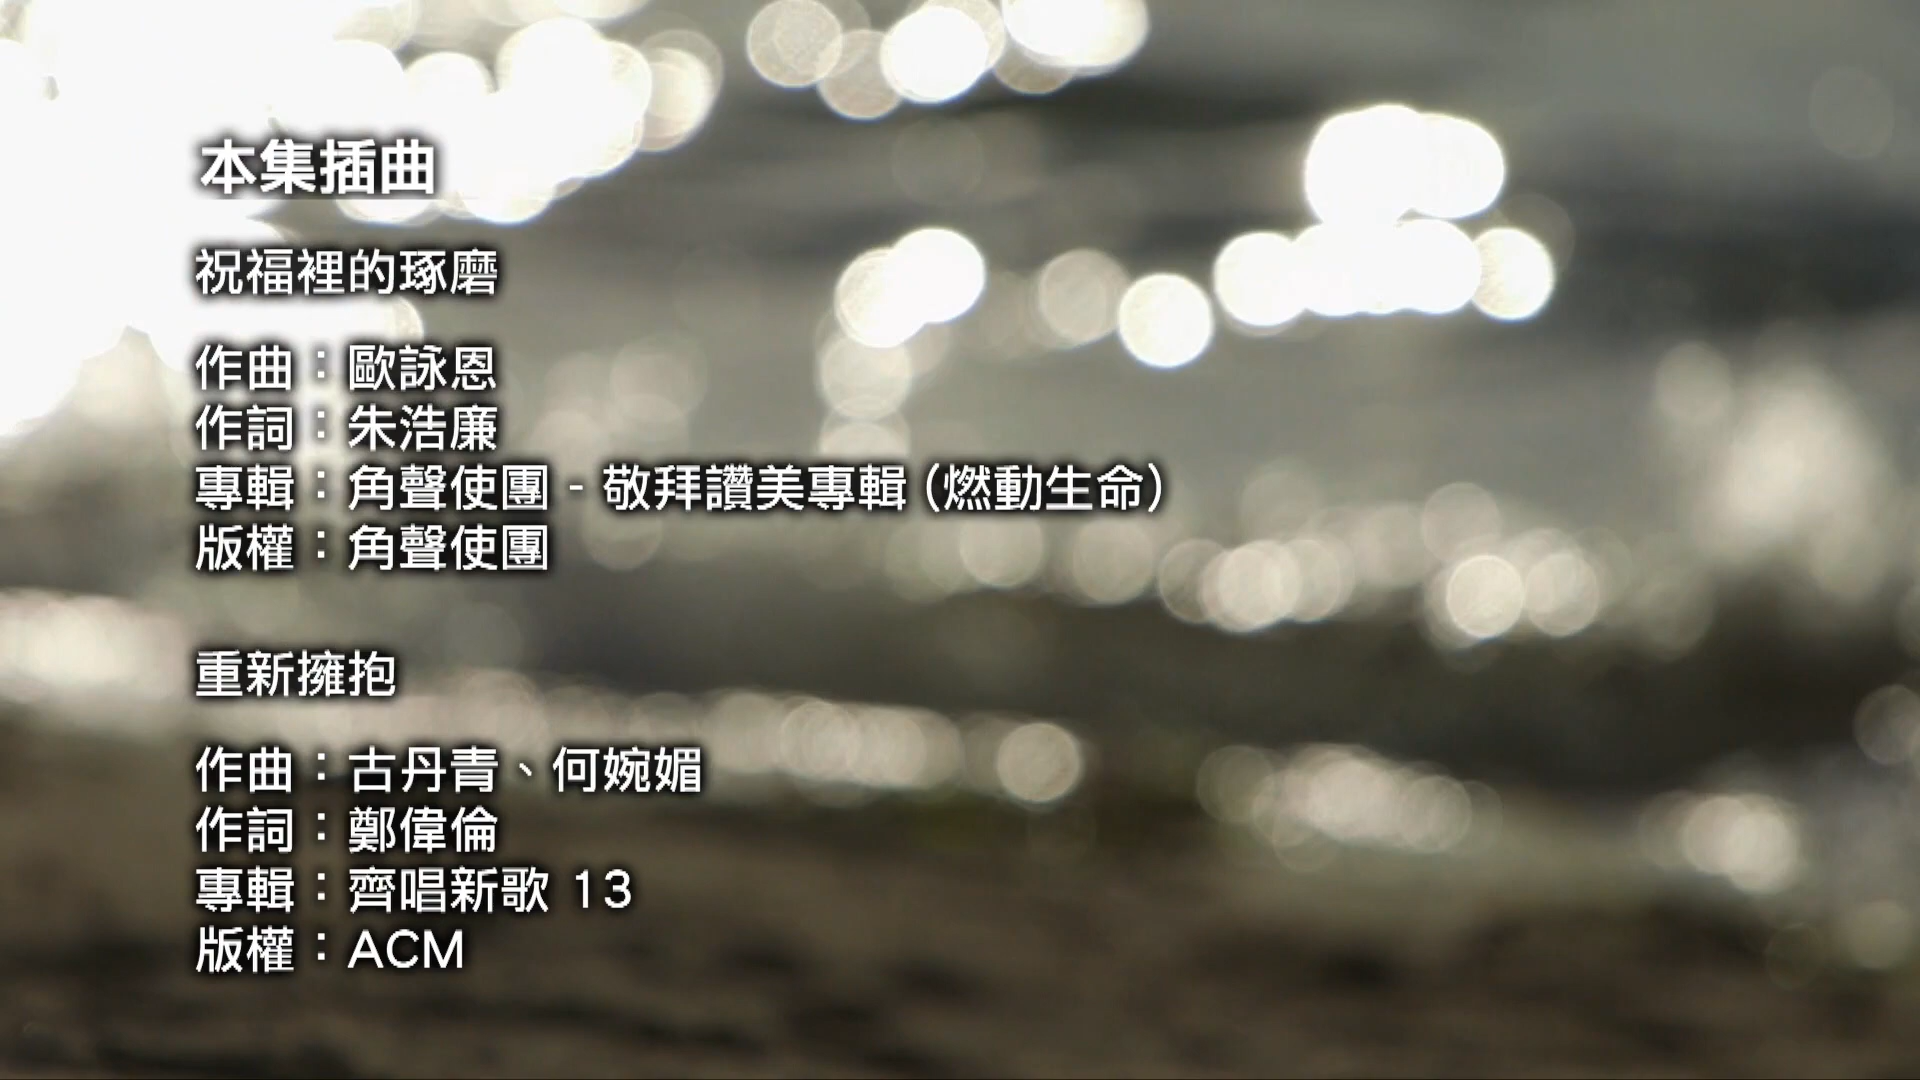 本集插曲
祝福裡的琢磨
作曲：歐詠恩
作詞：朱浩廉
專輯：角聲使團 - 敬拜讚美專輯 (燃動生命)
版權：角聲使團
重新擁抱
作曲：古丹青、何婉媚
作詞：鄭偉倫
專輯：齊唱新歌 13
版權：ACM